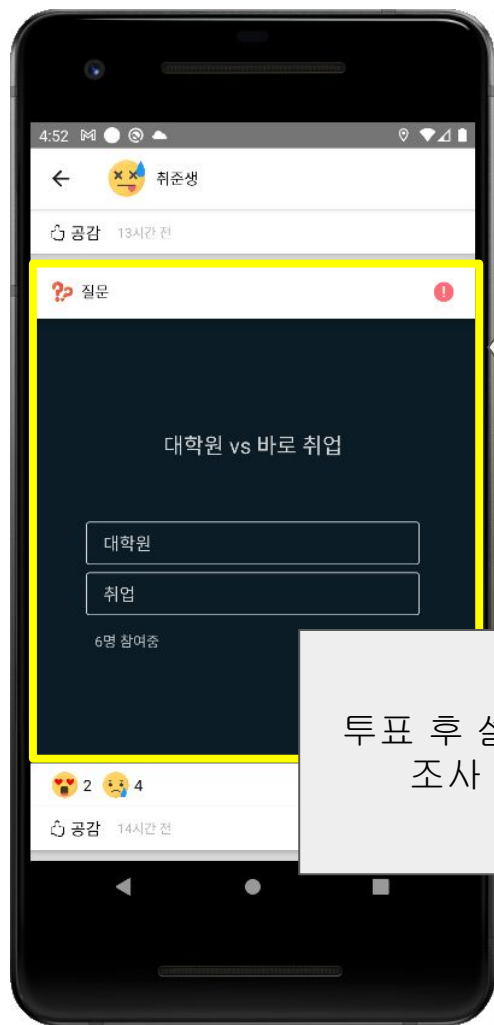 4:52
취준생
공감 13시간 전
질문
대학원 vs 바로 취업
대학원
취업
6명 참여중
투표 후
조사
2 4
공감 14시간 전